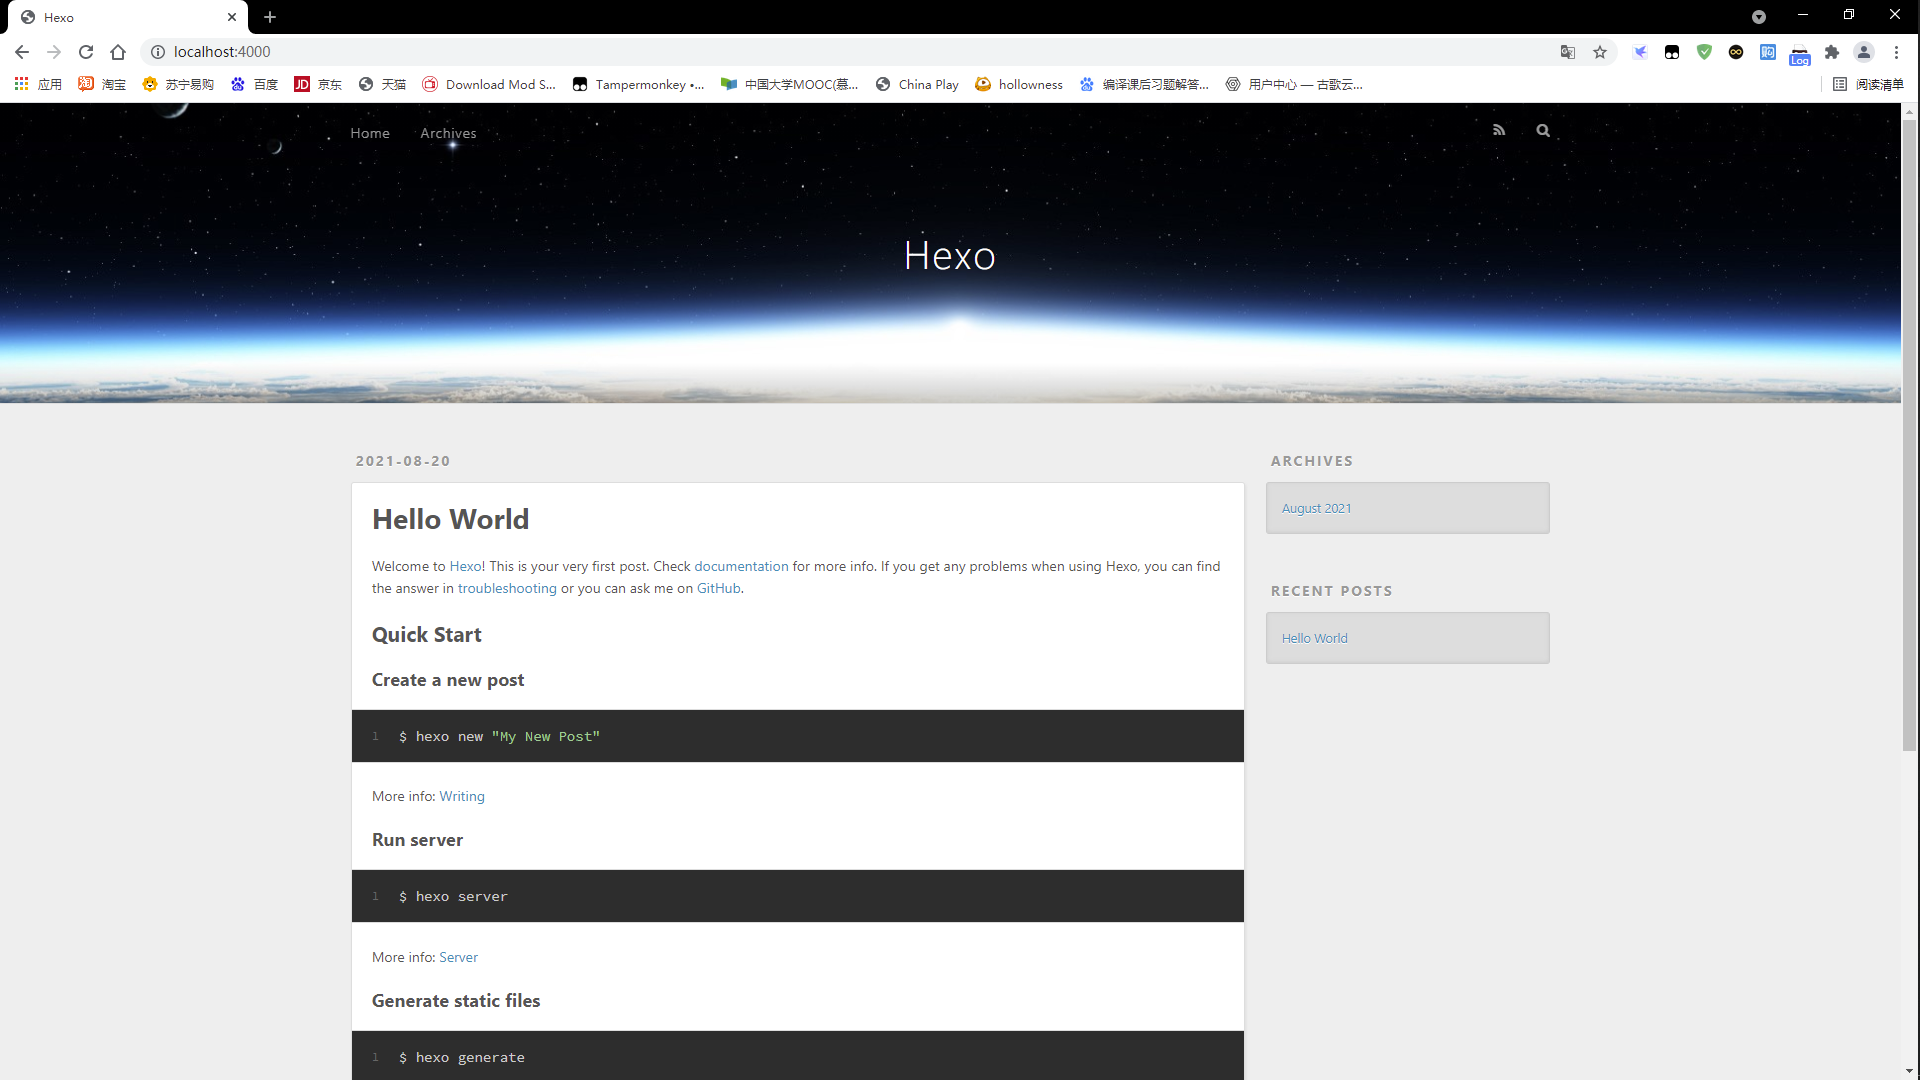 Hexo
localhost:4000
Log
应用 淘宝 苏宁易购 百度 JD 京东 天猫 Download Mod S... Tampermonkey •... 中国大学MOOC(慕... China Play hollowness 编译课后习题解答... 用户中心 — 古歌云... 阅读清单
Home Archives
Hexo
2021-08-20
Hello World
Welcome to Hexo! This is your very first post. Check documentation for more info. If you get any problems when using Hexo, you can find
the answer in troubleshooting or you can ask me on GitHub.
Quick Start
Create a new post
1 $ hexo new "My New Post"
More info: Writing
Run server
1 $ hexo server
More info: Server
Generate static files
1 $ hexo generate
ARCHIVES
August 2021
RECENT POSTS
Hello World